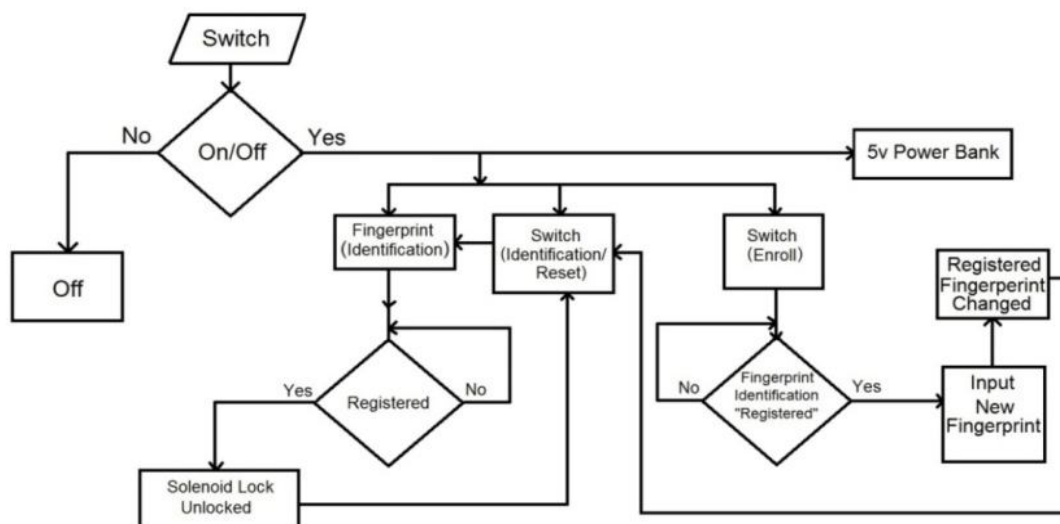 Switch
No
On/Off
Yes
5v Power Bank
Off
Fingerprint
(Identification)
Switch
(Identification/
Reset)
Switch
(Enroll)
Registered
Fingerperint
Changed
Yes
Registered
No
No
Fingerprint
Identification
"Registered"
Yes
Input
New
Fingerprint
Solenoid Lock
Unlocked